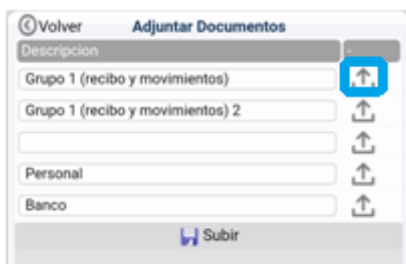 Volver Adjuntar Documentos
Descripcion -
Grupo 1 (recibo y movimientos)
Grupo 1 (recibo y movimientos) 2
Personal
Banco
Subir